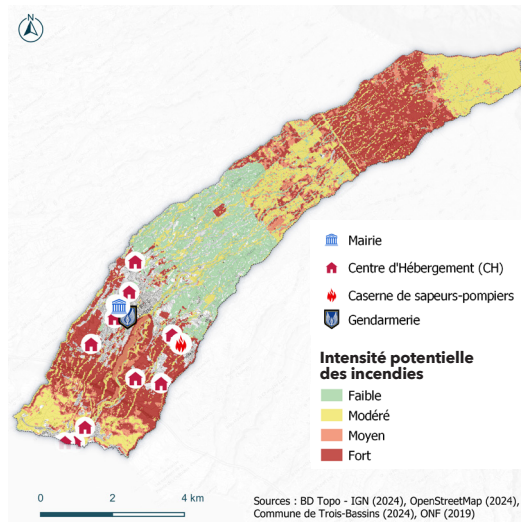 N
Mairie
Centre d'Hébergement (CH)
Caserne de sapeurs-pompiers
Gendarmerie
Intensité potentielle
des incendies
Faible
Modéré
Moyen
Fort
0 2 4 km
Sources : BD Topo - IGN (2024), OpenStreetMap (2024),
Commune de Trois-Bassins (2024), ONF (2019)